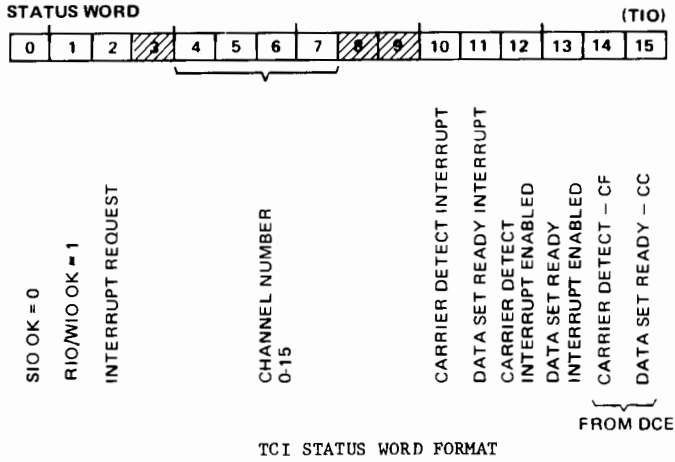 STATUS WORD (TIO)
0 1 2 3 4 5 6 7 8 9 10 11 12 13 14 15
SIO OK = 0
RIO/WIO OK = 1
INTERRUPT REQUEST
CHANNEL NUMBER
0-15
CARRIER DETECT INTERRUPT
DATA SET READY INTERRUPT
CARRIER DETECT
INTERRUPT ENABLED
DATA SET READY
INTERRUPT ENABLED
CARRIER DETECT – CF
DATA SET READY – CC
FROM DCE
TCI STATUS WORD FORMAT